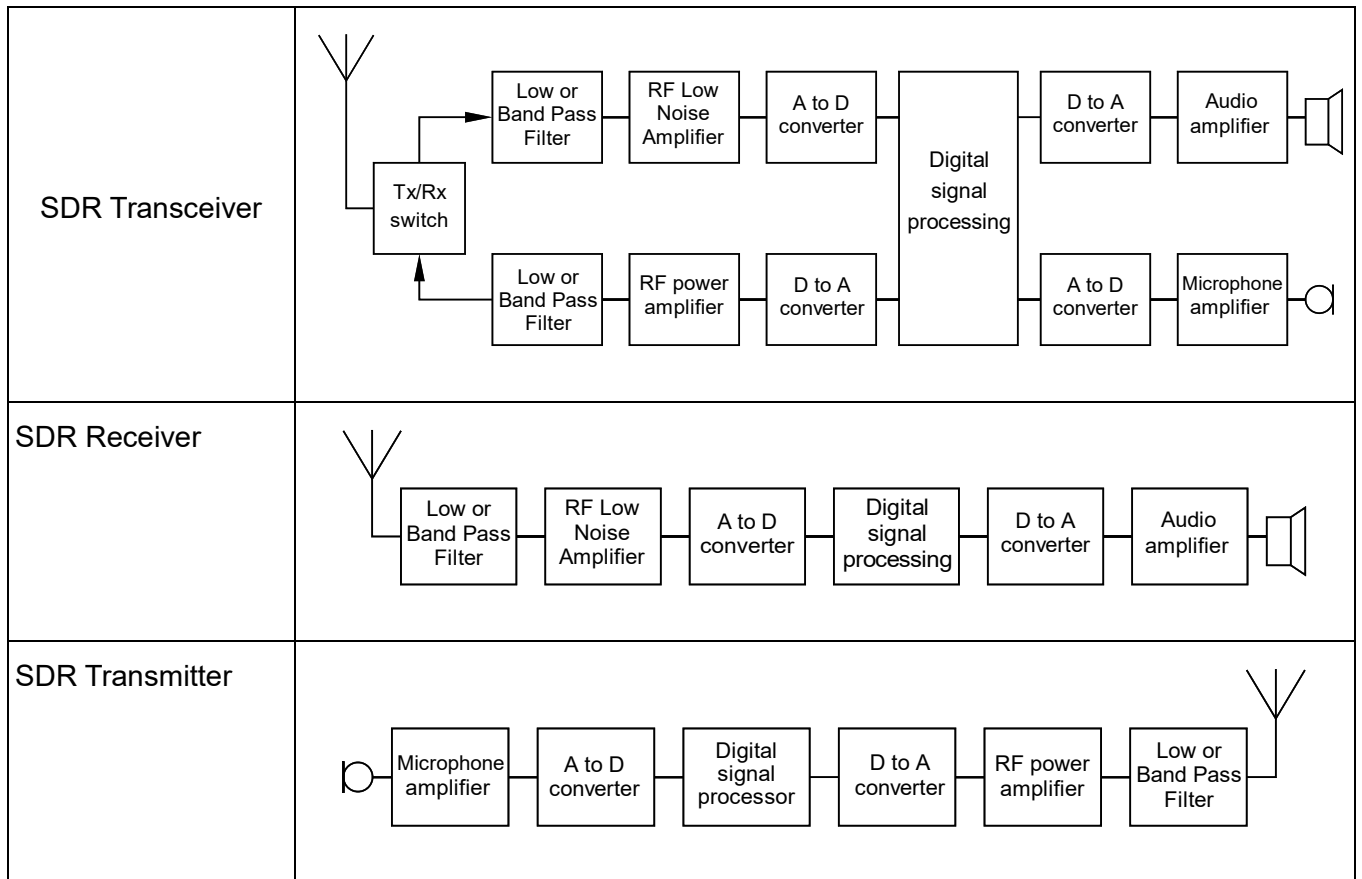 SDR Transceiver
Low or
Band Pass
Filter
RF Low
Noise
Amplifier
A to D
converter
Digital
signal
processing
D to A
converter
Audio
amplifier
Tx/Rx
switch
Low or
Band Pass
Filter
RF power
amplifier
D to A
converter
A to D
converter
Microphone
amplifier
SDR Receiver
Low or
Band Pass
Filter
RF Low
Noise
Amplifier
A to D
converter
Digital
signal
processing
D to A
converter
Audio
amplifier
SDR Transmitter
Microphone
amplifier
A to D
converter
Digital
signal
processor
D to A
converter
RF power
amplifier
Low or
Band Pass
Filter